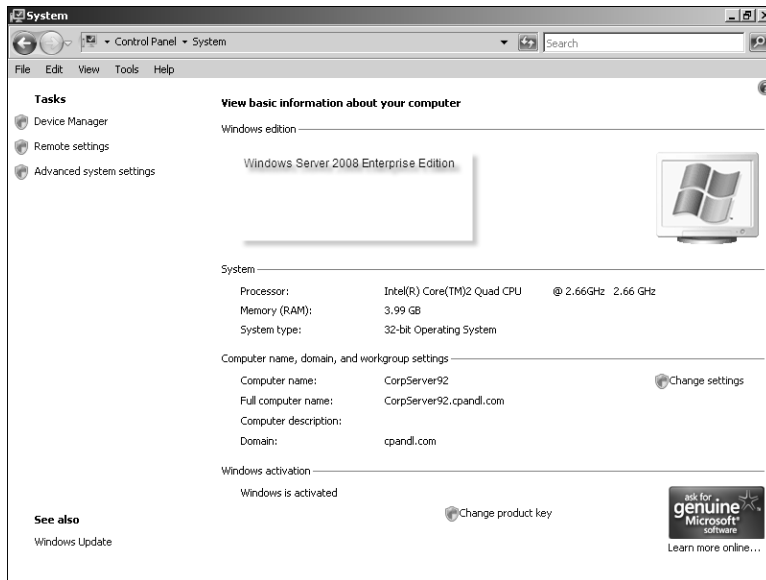 System
Control Panel System
Search
File Edit View Tools Help
Tasks
Device Manager
Remote settings
Advanced system settings
View basic information about your computer
Windows edition
Windows Server 2008 Enterprise Edition
System
Processor: Intel(R) Core(TM)2 Quad CPU @ 2.66GHz 2.66 GHz
Memory (RAM): 3.99 GB
System type: 32-bit Operating System
Computer name, domain, and workgroup settings
Computer name: CorpServer92
Change settings
Full computer name: CorpServer92.cpandl.com
Computer description:
Domain: cpandl.com
Windows activation
Windows is activated
Change product key
ask for
genuine
Microsoft®
software
Learn more online...
See also
Windows Update